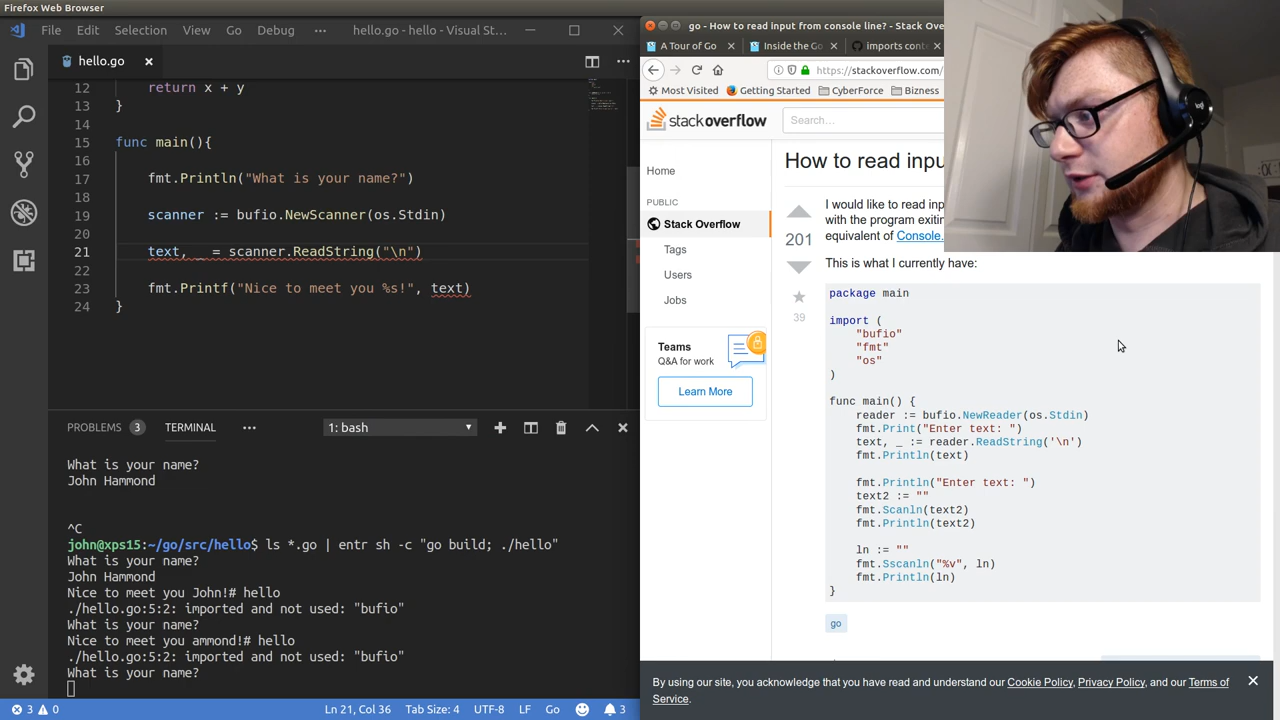 Firefox Web Browser
File Edit Selection View Go Debug ••• hello.go - hello - Visual St...
hello.go
12 return x + y
13 }
14
15 func main(){
16
17 fmt.Println("What is your name?")
18
19 scanner := bufio.NewScanner(os.Stdin)
20
21 text, _ = scanner.ReadString("\n")
22
23 fmt.Printf("Nice to meet you %s!", text)
24 }
PROBLEMS 3 TERMINAL ••• 1: bash
What is your name?
John Hammond
^C
john@xps15:~/go/src/hello$ ls *.go | entr sh -c "go build; ./hello"
What is your name?
John Hammond
Nice to meet you John!# hello
./hello.go:5:2: imported and not used: "bufio"
What is your name?
Nice to meet you ammond!# hello
./hello.go:5:2: imported and not used: "bufio"
What is your name?
3 0 Ln 21, Col 36 Tab Size: 4 UTF-8 LF Go 3
go - How to read input from console line? - Stack Ove
A Tour of Go Inside the Go imports cont
https://stackoverflow.com/
Most Visited Getting Started CyberForce Bizness
stackoverflow Search...
Home
PUBLIC
Stack Overflow
Tags
Users
Jobs
Teams
Q&A for work
Learn More
How to read inpu
201
39
I would like to read inp
with the program exitin
equivalent of Console.
This is what I currently have:
package main
import (
"bufio"
"fmt"
"os"
)
func main() {
reader := bufio.NewReader(os.Stdin)
fmt.Print("Enter text: ")
text, _ := reader.ReadString('\n')
fmt.Println(text)
fmt.Println("Enter text: ")
text2 := ""
fmt.Scanln(text2)
fmt.Println(text2)
ln := ""
fmt.Sscanln("%v", ln)
fmt.Println(ln)
}
go
By using our site, you acknowledge that you have read and understand our Cookie Policy, Privacy Policy, and our Terms of
Service.